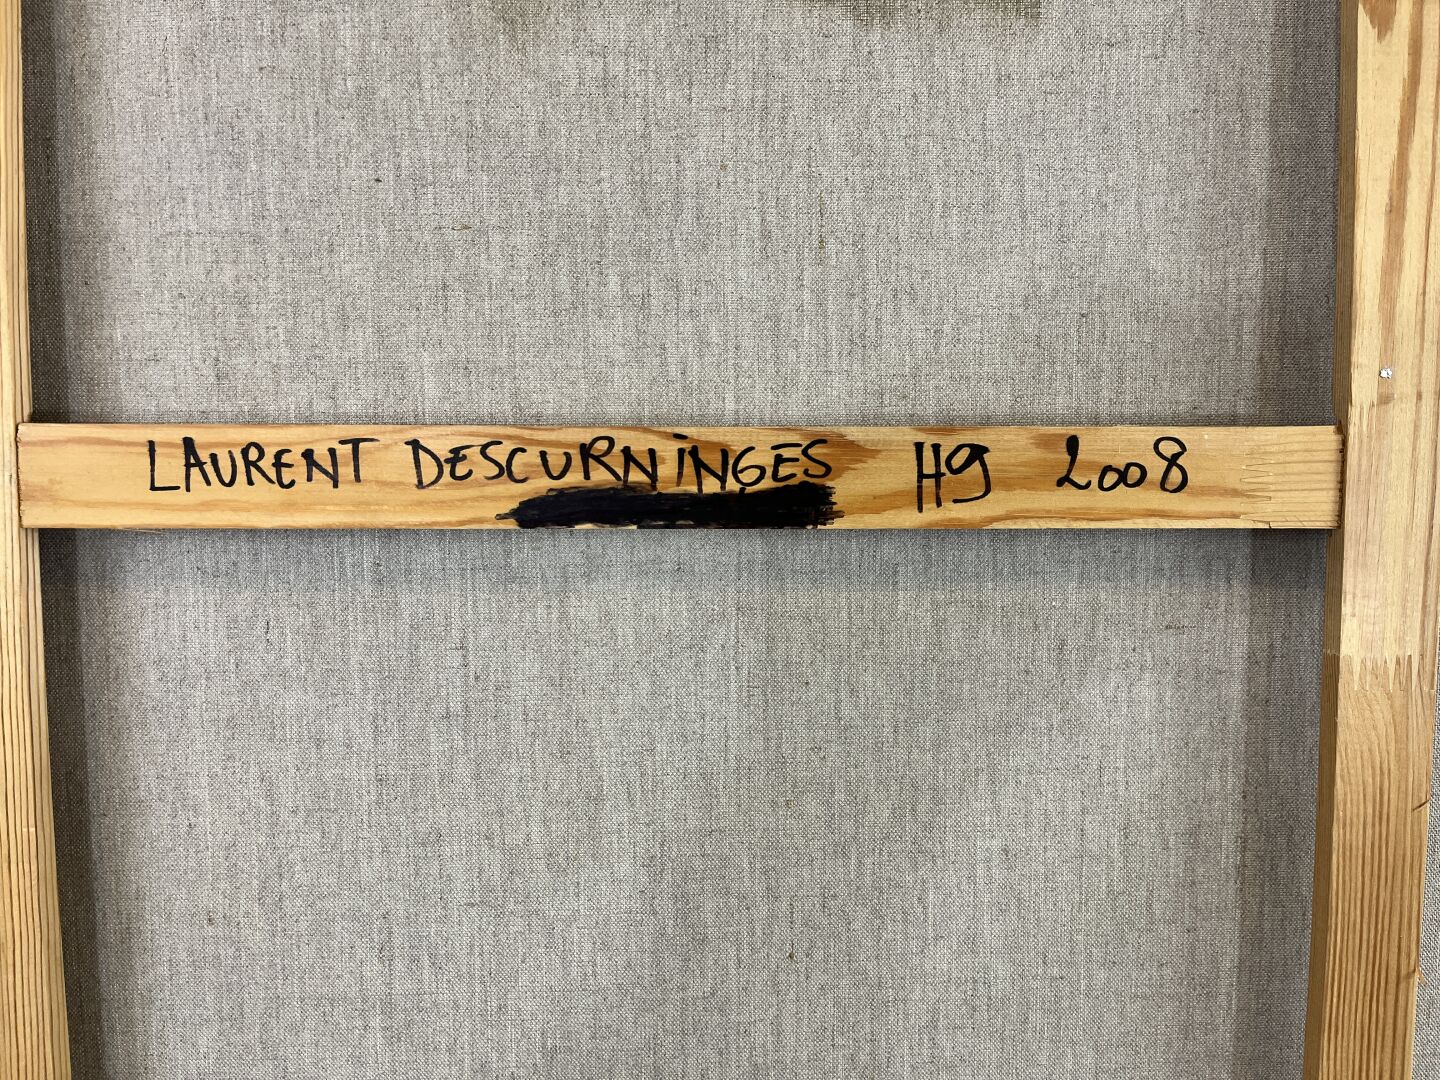 LAURENT DESCURNINGES H9 2008